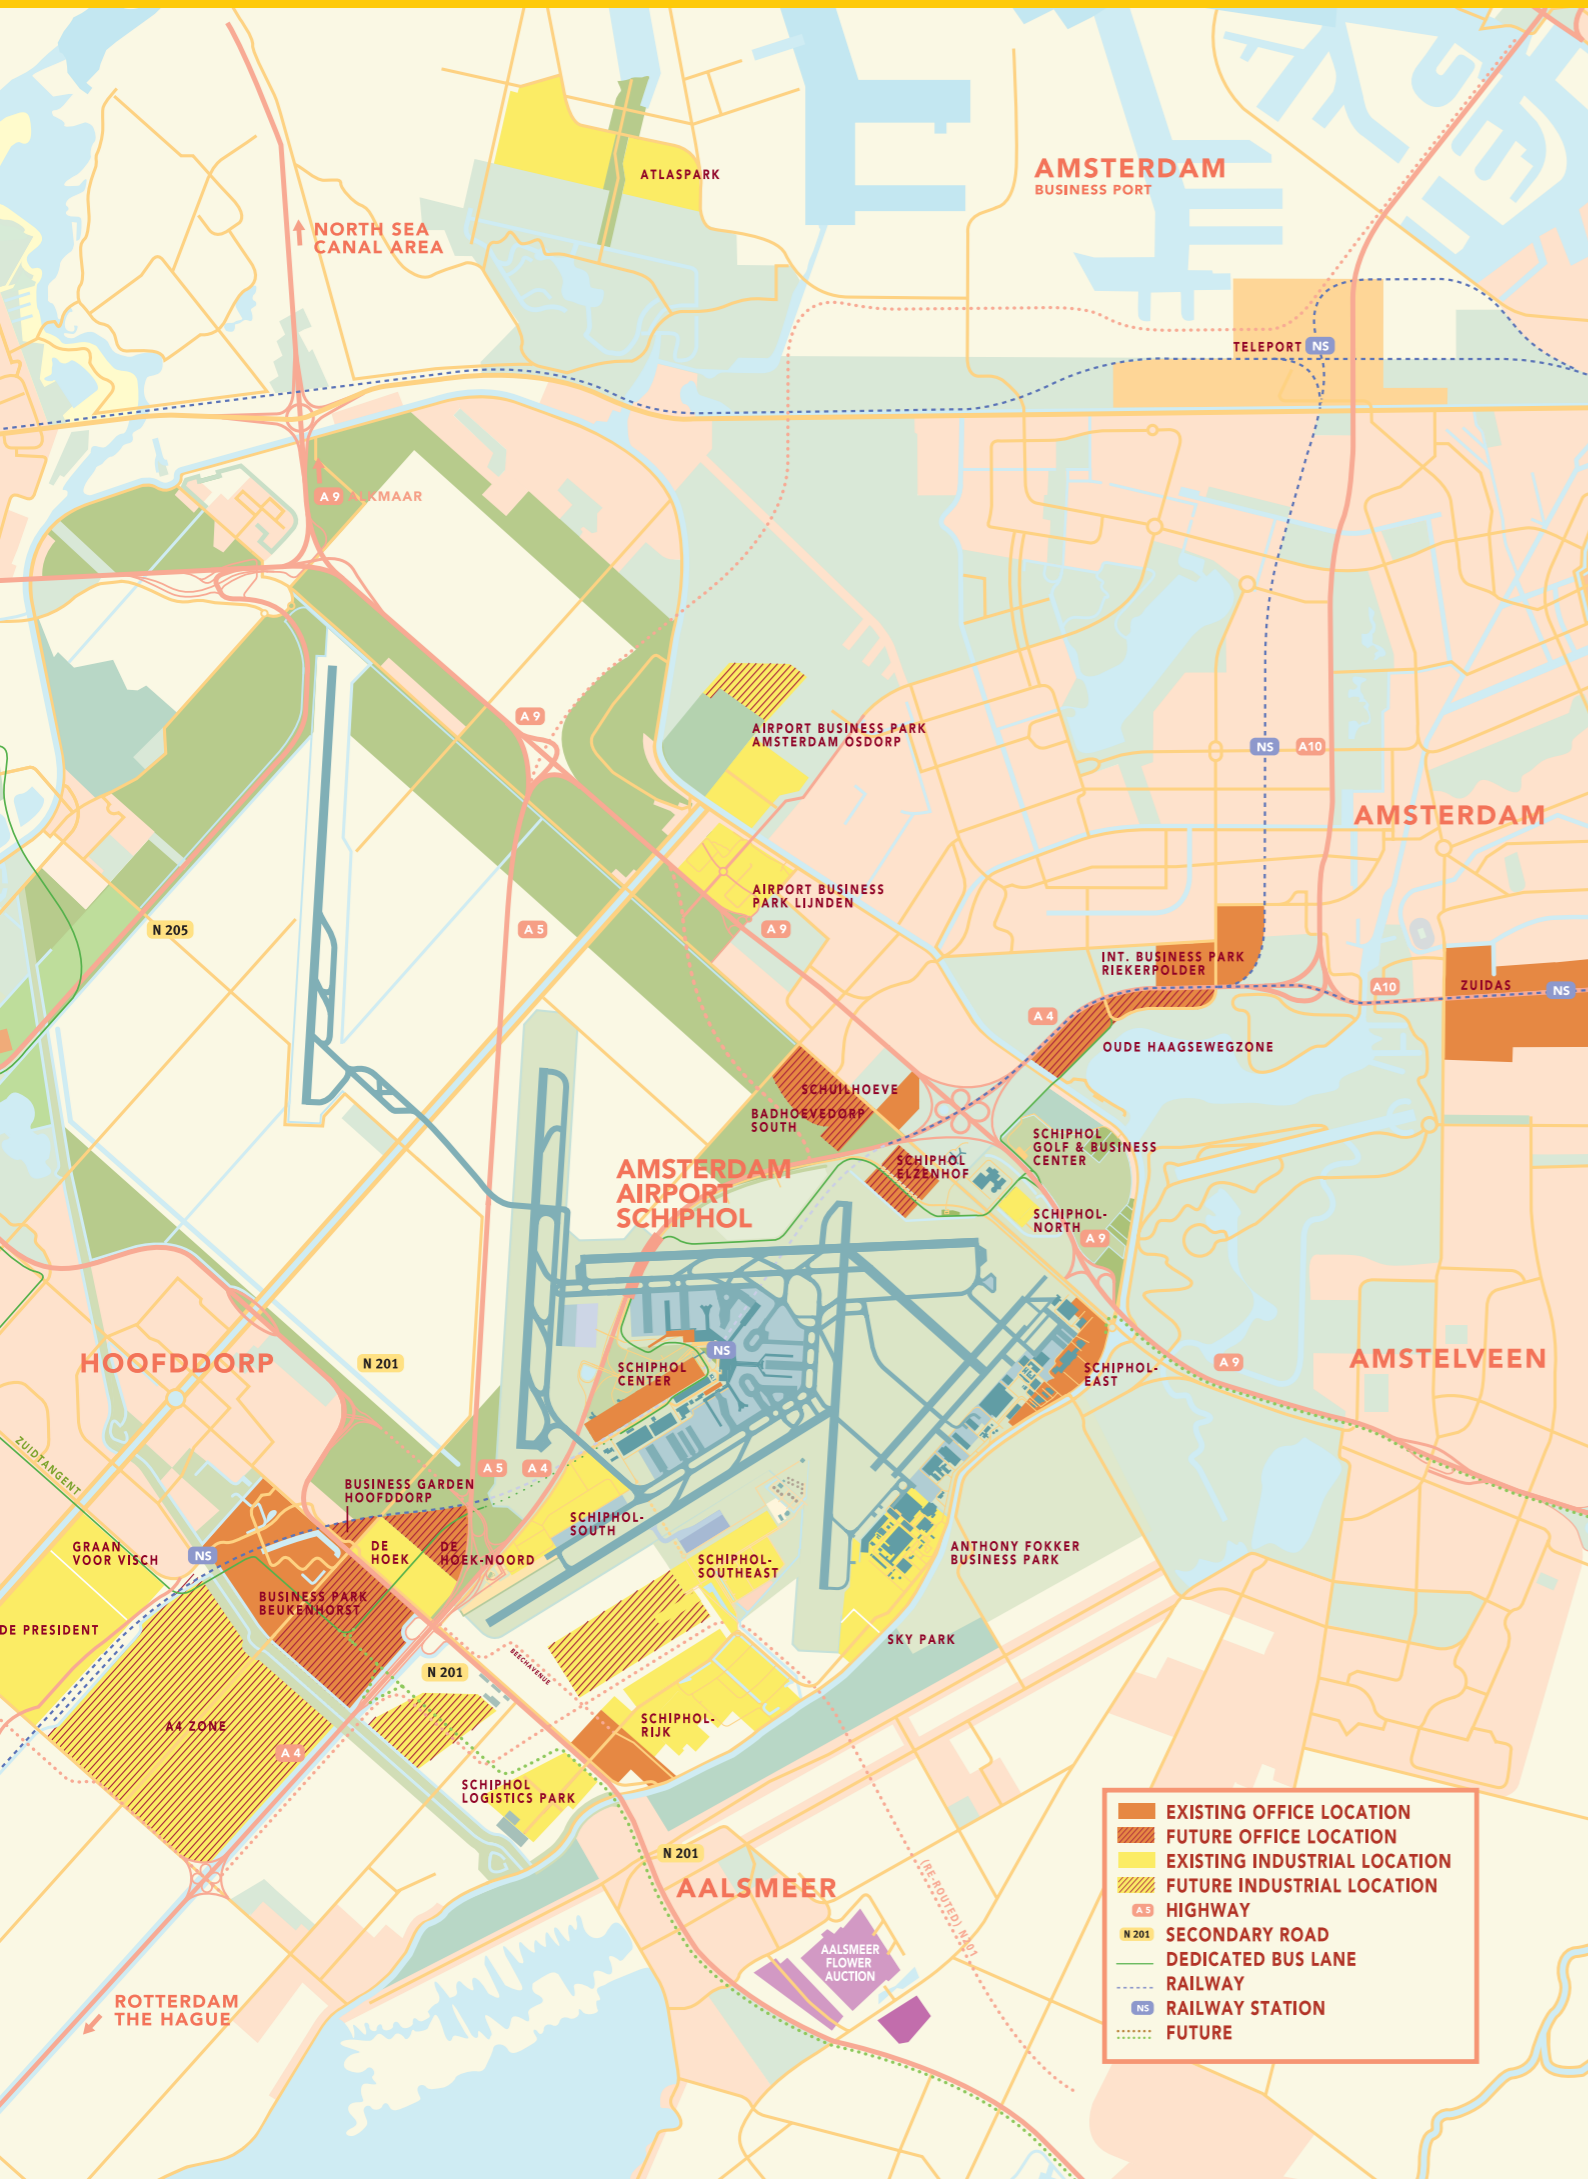 ATLASPARK
AMSTERDAM
BUSINESS PORT
NORTH SEA
CANAL AREA
TELEPORT
NS
A 9
ALKMAAR
A 9
AIRPORT BUSINESS PARK
AMSTERDAM OSDORP
NS
A10
AMSTERDAM
AIRPORT BUSINESS
PARK LIJNDEN
N 205
A 5
A 9
INT. BUSINESS PARK
RIEKERPOLDER
A10
ZUIDAS
NS
A 4
OUDE HAAGSEWEGZONE
SCHUILHOEVE
BADHOEVEDORP
SOUTH
SCHIPHOL
GOLF & BUSINESS
CENTER
SCHIPHOL
ELZENHOF
AMSTERDAM
AIRPORT
SCHIPHOL
SCHIPHOL-
NORTH
A 9
HOOFDDORP
N 201
NS
SCHIPHOL
CENTER
SCHIPHOL-
EAST
A 9
AMSTELVEEN
ZUIDTANGENT
A 5
A 4
BUSINESS GARDEN
HOOFDDORP
SCHIPHOL-
SOUTH
GRAAN
VOOR VISCH
NS
DE
HOEK
DE
HOEK-NOORD
SCHIPHOL-
SOUTHEAST
ANTHONY FOKKER
BUSINESS PARK
BUSINESS PARK
BEUKENHORST
DE PRESIDENT
SKY PARK
BEECHAVENUE
N 201
A4 ZONE
SCHIPHOL-
RIJK
A 4
SCHIPHOL
LOGISTICS PARK
N 201
AALSMEER
(RE-ROUTED) N201
AALSMEER
FLOWER
AUCTION
ROTTERDAM
THE HAGUE
EXISTING OFFICE LOCATION
FUTURE OFFICE LOCATION
EXISTING INDUSTRIAL LOCATION
FUTURE INDUSTRIAL LOCATION
A 5 HIGHWAY
N 201 SECONDARY ROAD
DEDICATED BUS LANE
RAILWAY
NS RAILWAY STATION
FUTURE